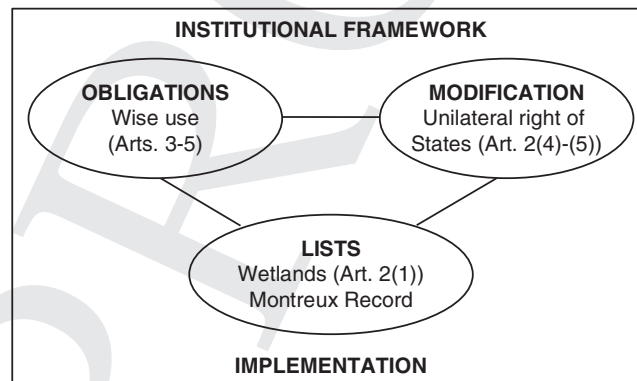 INSTITUTIONAL FRAMEWORK
OBLIGATIONS
Wise use
(Arts. 3-5)
MODIFICATION
Unilateral right of
States (Art. 2(4)-(5))
LISTS
Wetlands (Art. 2(1))
Montreux Record
IMPLEMENTATION